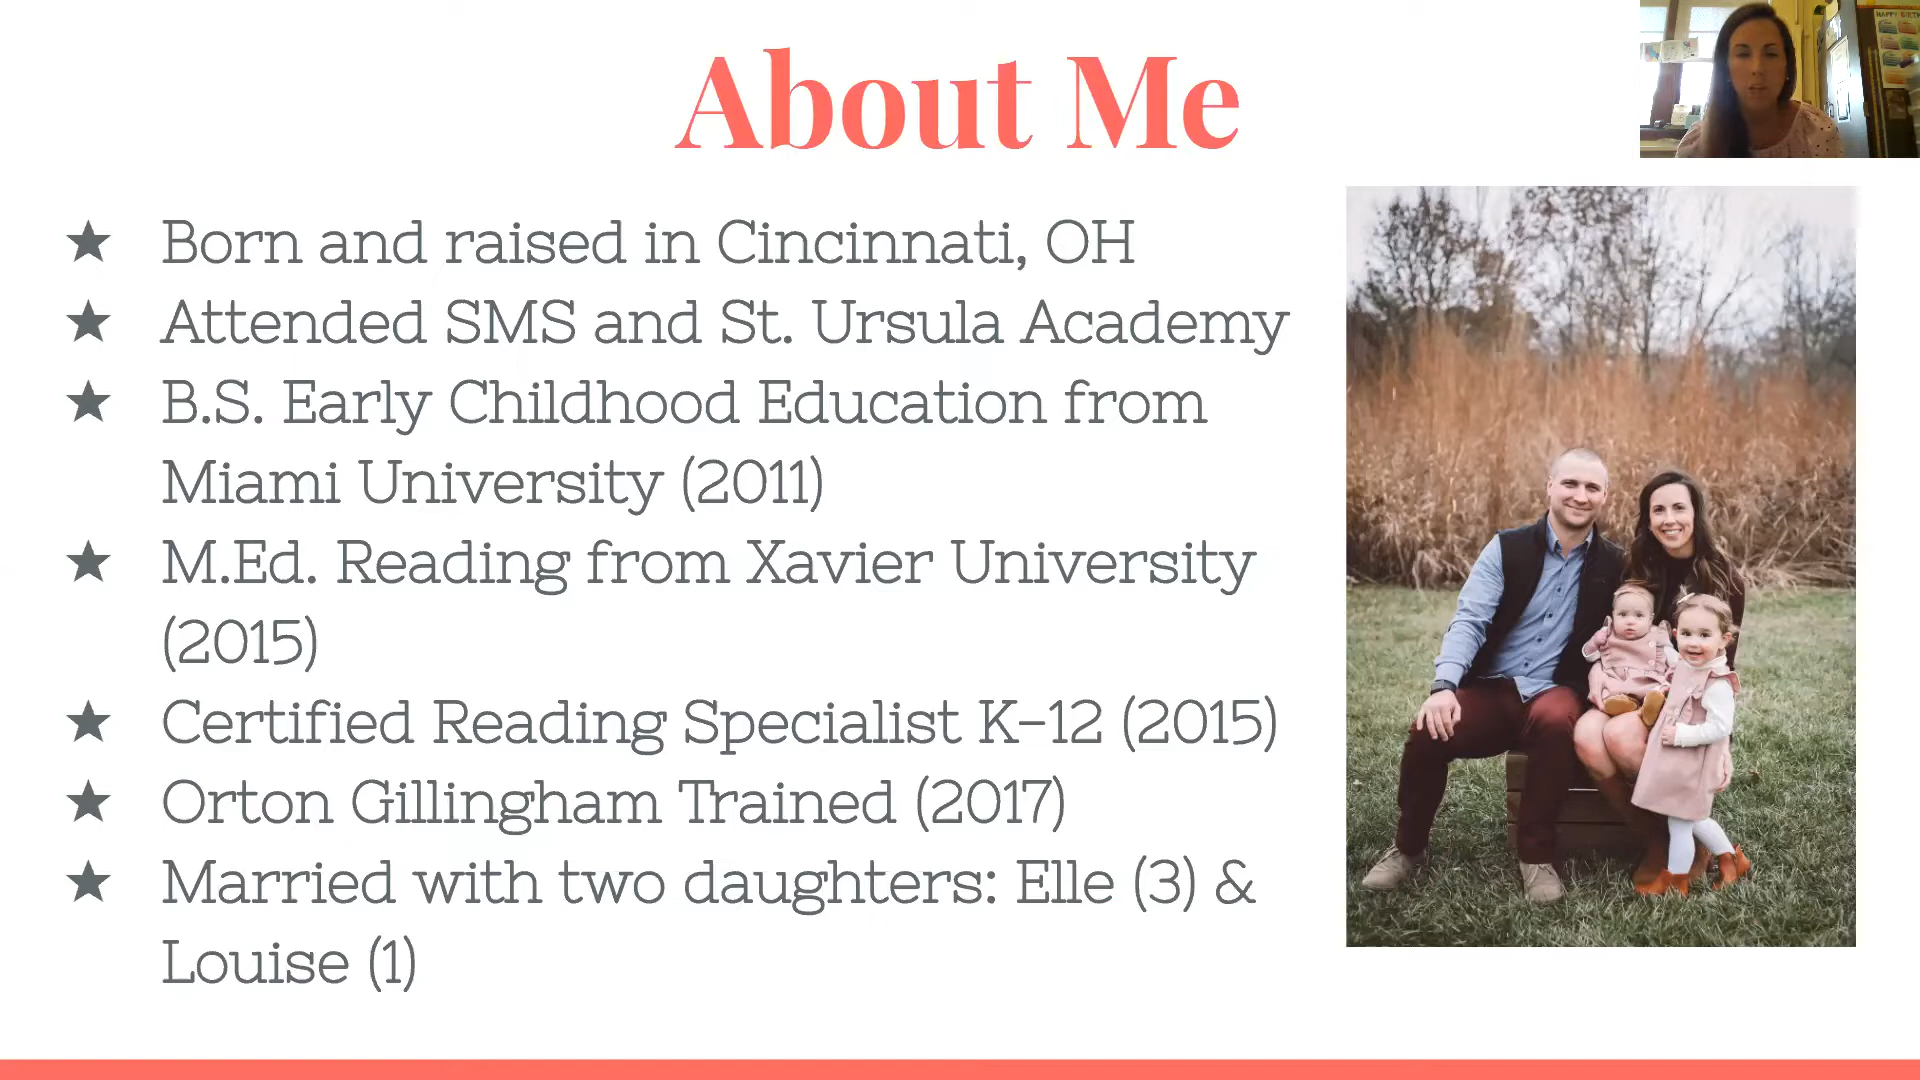 About Me
★ Born and raised in Cincinnati, OH
★ Attended SMS and St. Ursula Academy
★ B.S. Early Childhood Education from
Miami University (2011)
★ M.Ed. Reading from Xavier University
(2015)
★ Certified Reading Specialist K-12 (2015)
★ Orton Gillingham Trained (2017)
★ Married with two daughters: Elle (3) &
Louise (1)